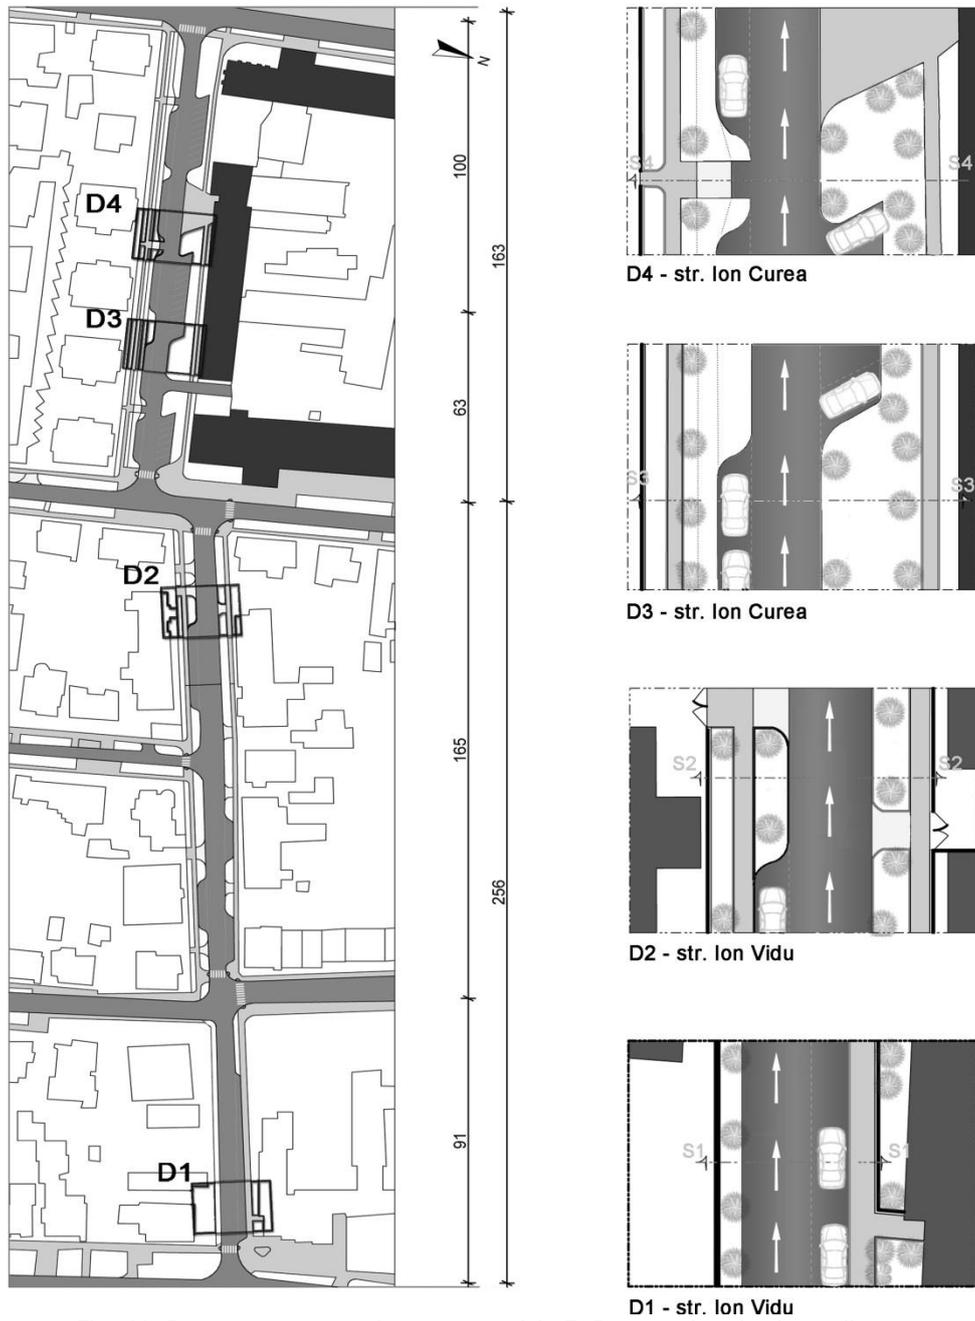 N
D4
D3
D2
D1
100
63
163
165
256
91
S4 S4
D4 - str. Ion Curea
S3 S3
D3 - str. Ion Curea
S2 S2
D2 - str. Ion Vidu
S1 S1
D1 - str. Ion Vidu